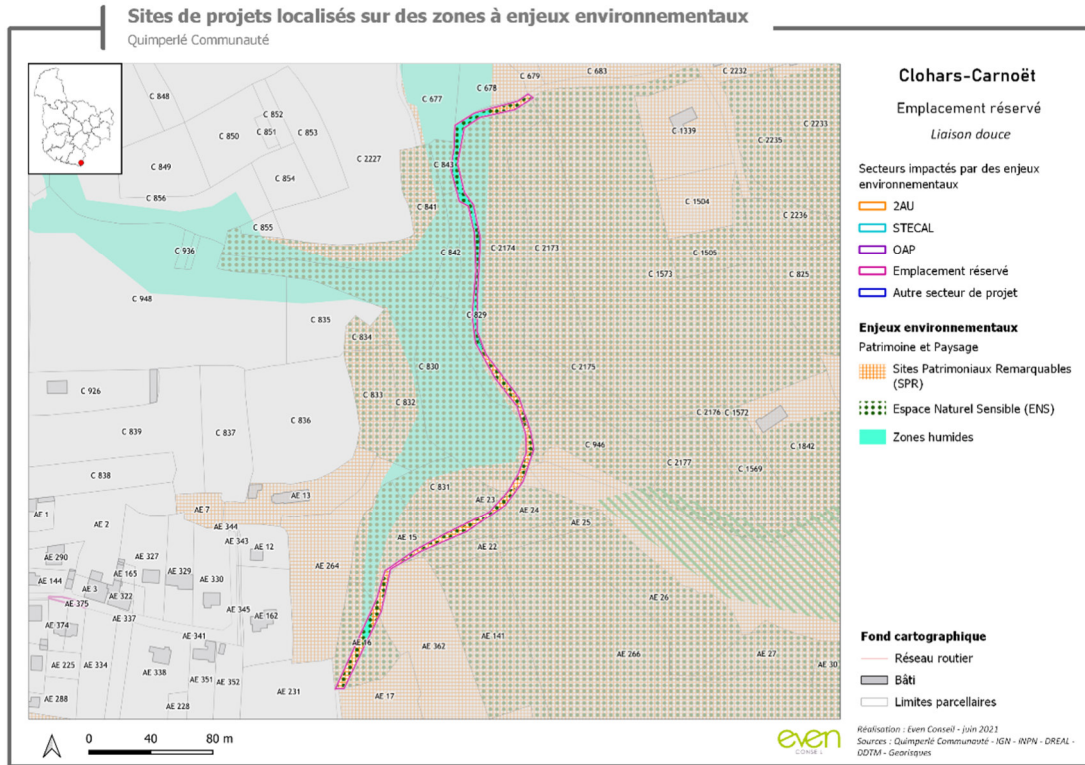 Sites de projets localisés sur des zones à enjeux environnementaux
Quimperlé Communauté
C 848
C 852
C 851
C 853
C 850
C 849
C 854
C 2227
C 856
C 855
C 936
C 948
C 835
C 834
C 926
C 833
C 832
C 836
C 839
C 837
C 838
C 677
C 678
C 679
C 683
C 2232
C 2233
C 1339
C 2235
C 843
C 841
C 1504
C 2236
C 842
C 2174
C 2173
C 1505
C 1573
C 825
C 829
C 830
C 2175
C 2176
C 1572
C 946
C 2177
C 1842
C 1569
C 831
AE 13
AE 7
AE 1
AE 344
AE 2
AE 343
AE 12
AE 23
AE 24
AE 25
AE 15
AE 22
AE 290
AE 327
AE 165
AE 329
AE 330
AE 264
AE 144
AE 3
AE 322
AE 375
AE 345
AE 162
AE 26
AE 374
AE 337
AE 341
AE 16
AE 362
AE 141
AE 266
AE 27
AE 30
AE 225
AE 334
AE 338
AE 351
AE 352
AE 231
AE 17
AE 288
AE 228
0 40 80 m
Clohars-Carnoët
Emplacement réservé
Liaison douce
Secteurs impactés par des enjeux
environnementaux
2AU
STECAL
OAP
Emplacement réservé
Autre secteur de projet
Enjeux environnementaux
Patrimoine et Paysage
Sites Patrimoniaux Remarquables
(SPR)
Espace Naturel Sensible (ENS)
Zones humides
Fond cartographique
Réseau routier
Bâti
Limites parcellaires
even
CONSEIL
Réalisation : Even Conseil - juin 2021
Sources : Quimperlé Communauté - IGN - INPN - DREAL -
DDTM - Georisques